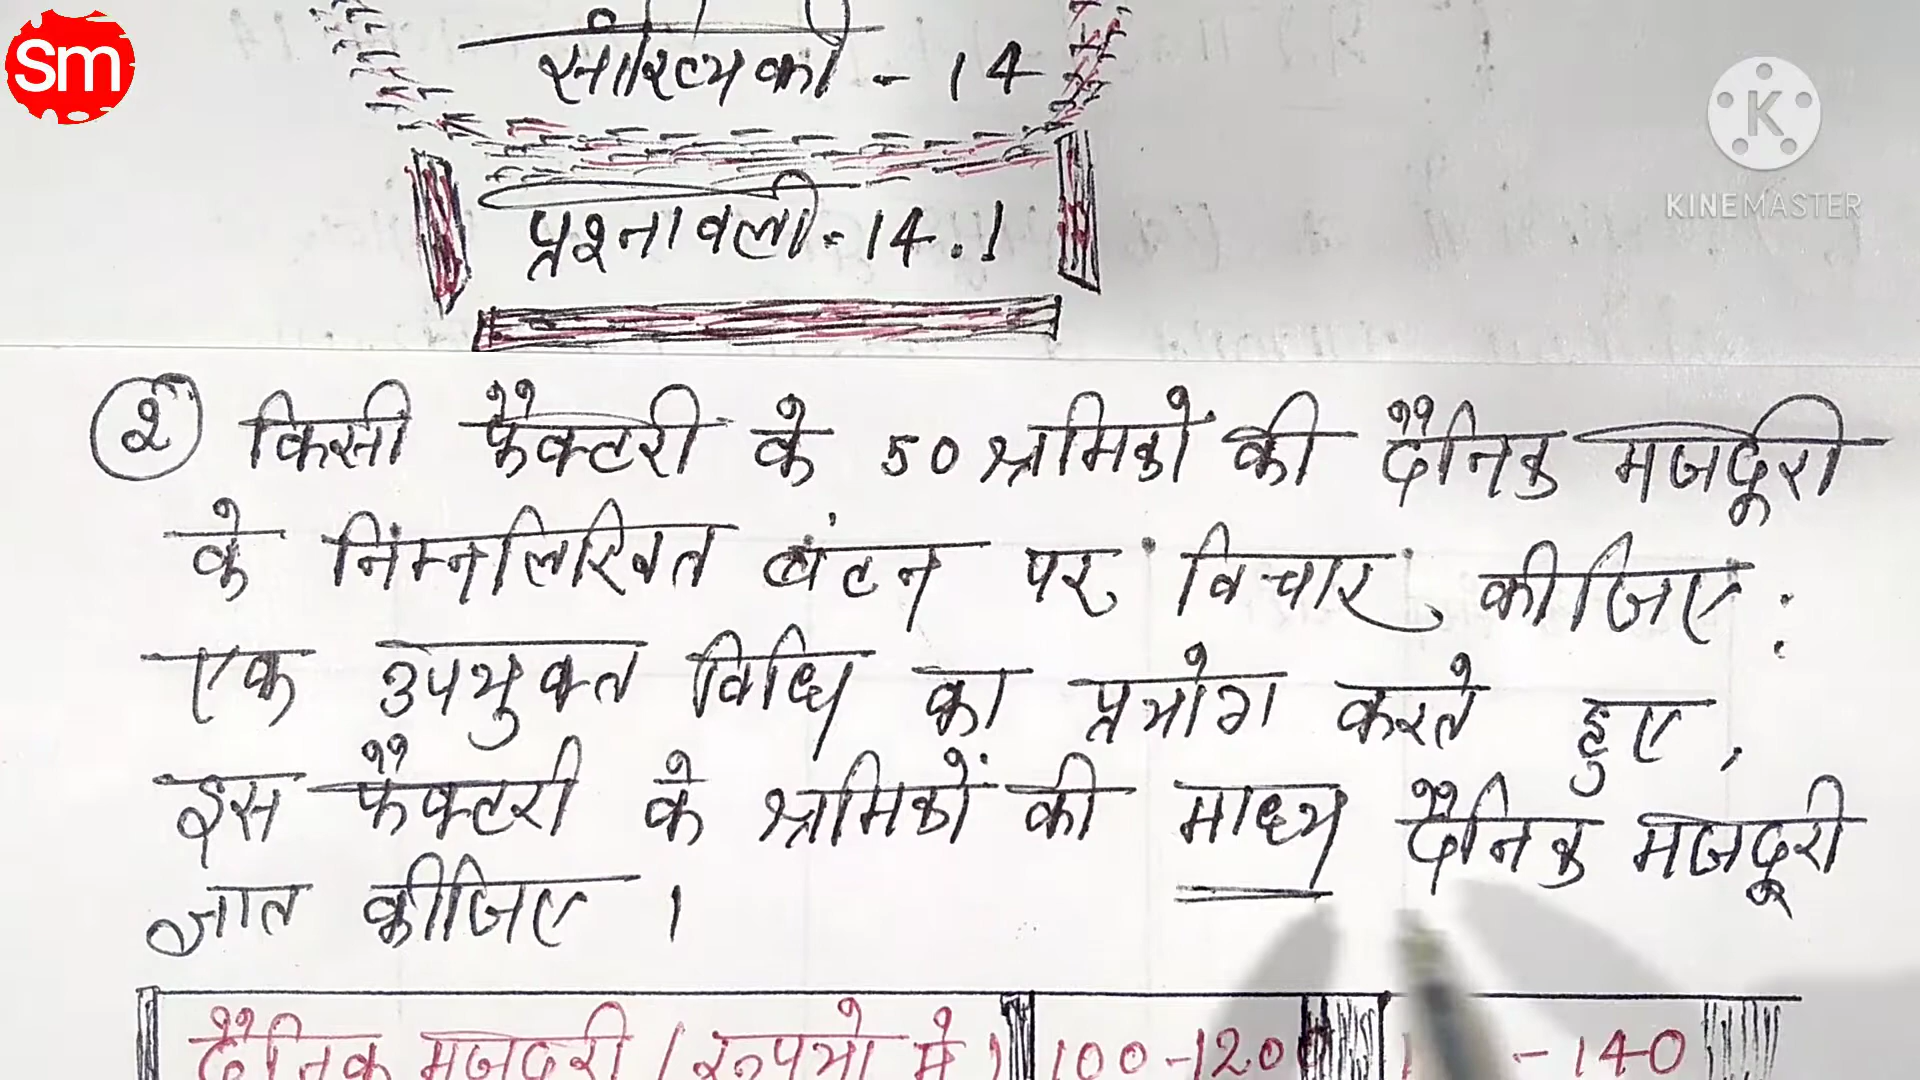 Sm
सांख्यिकी - 14
K
KINEMASTER
प्रश्नावली - 14.1
२ किसी फैक्टरी के 50 श्रमिकों की दैनिक मजदूरी
के निम्नलिखित बंटन पर विचार कीजिए :
एक उपयुक्त विधि का प्रयोग करते हुए,
इस फैक्टरी के श्रमिकों की माध्य दैनिक मजदूरी
ज्ञात कीजिए ।
दैनिक मजदूरी (रुपयो मे) 100-120 - 140